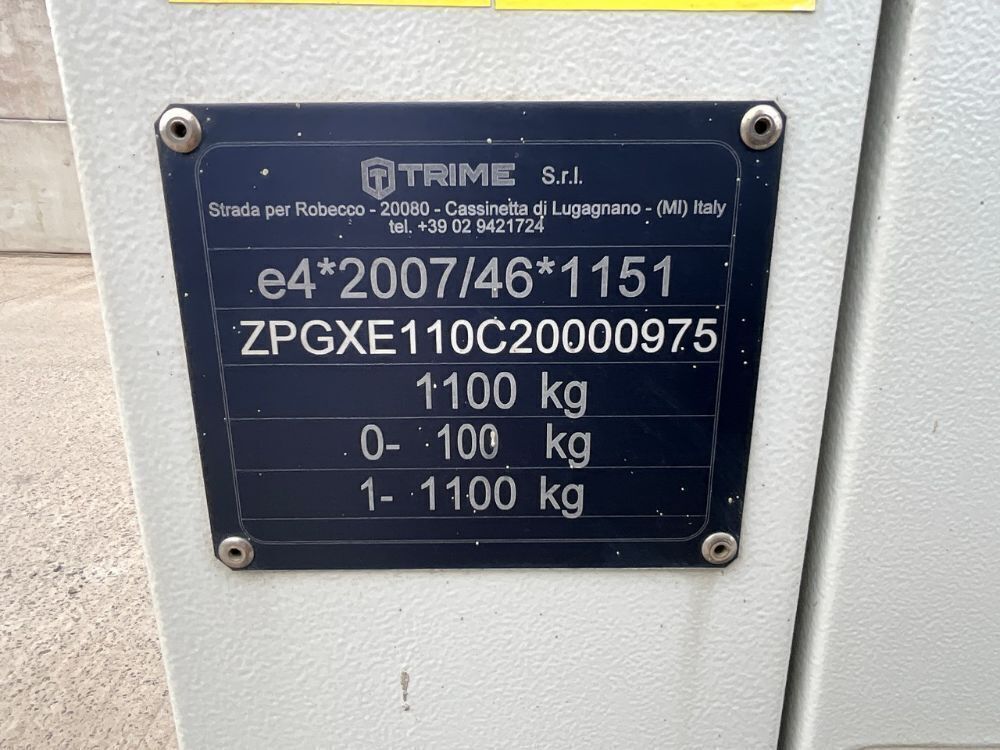 TRIME S.r.l.
Strada per Robecco - 20080 - Cassinetta di Lugagnano - (MI) Italy
tel. +39 02 9421724
e4*2007/46*1151
ZPGXE110C20000975
1100 kg
0- 100 kg
1- 1100 kg